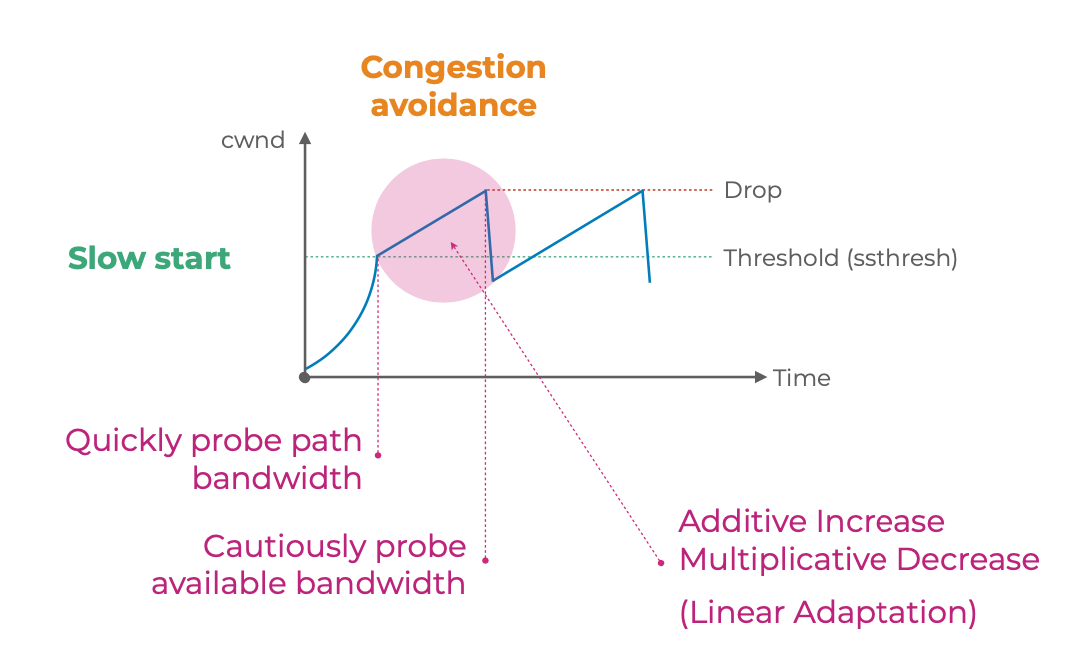 Congestion
avoidance
cwnd
Drop
Slow start
Threshold (ssthresh)
Time
Quickly probe path
bandwidth
Cautiously probe
available bandwidth
Additive Increase
Multiplicative Decrease
(Linear Adaptation)